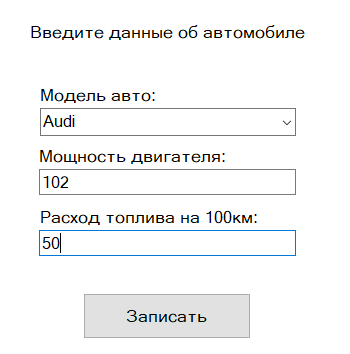 Введите данные об автомобиле
Модель авто:
Audi
Мощность двигателя:
102
Расход топлива на 100км:
50
Записать